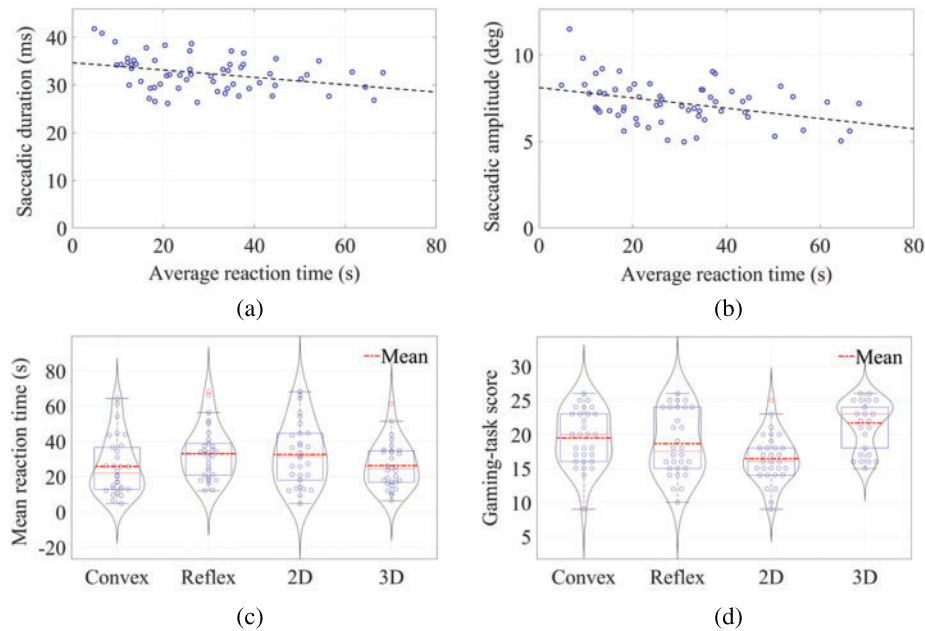 40
30
20
10
0
0 20 40 60 80
Saccadic duration (ms)
Average reaction time (s)
(a)
10
5
0
0 20 40 60 80
Saccadic amplitude (deg)
Average reaction time (s)
(b)
80
60
40
20
0
-20
Mean reaction time (s)
Mean
Convex Reflex 2D 3D
(c)
30
25
20
15
10
5
Gaming-task score
Mean
Convex Reflex 2D 3D
(d)